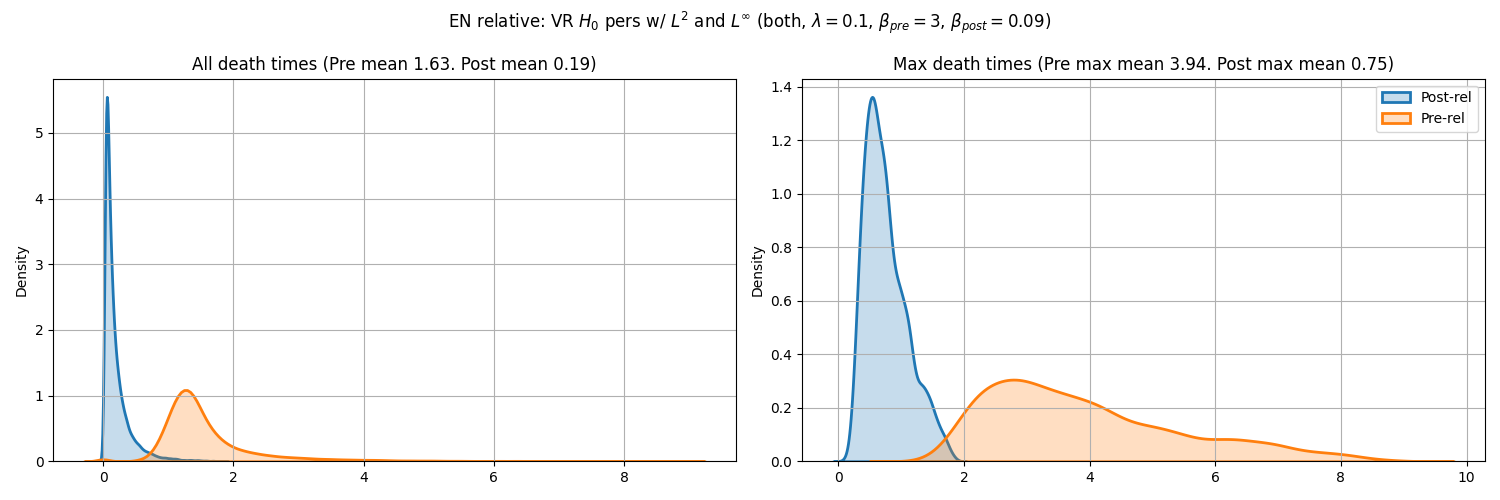 EN relative: VR $H_0$ pers w/ $L^2$ and $L^\infty$ (both, $\lambda = 0.1$, $\beta_{pre} = 3$, $\beta_{post} = 0.09$)
All death times (Pre mean 1.63. Post mean 0.19)
Density
5
4
3
2
1
0
0 2 4 6 8
Max death times (Pre max mean 3.94. Post max mean 0.75)
Post-rel
Pre-rel
Density
1.4
1.2
1.0
0.8
0.6
0.4
0.2
0.0
0 2 4 6 8 10